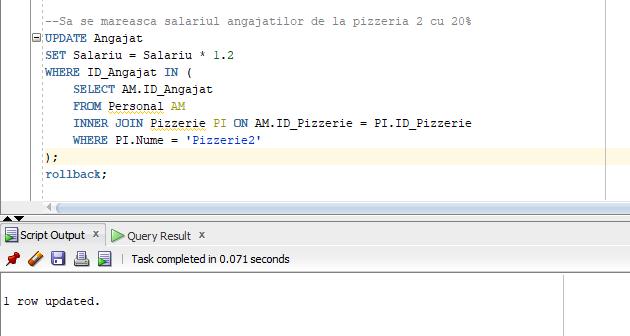 --Sa se mareasca salariul angajatilor de la pizzeria 2 cu 20%
UPDATE Angajat
SET Salariu = Salariu * 1.2
WHERE ID_Angajat IN (
    SELECT AM.ID_Angajat
    FROM Personal AM
    INNER JOIN Pizzerie PI ON AM.ID_Pizzerie = PI.ID_Pizzerie
    WHERE PI.Nume = 'Pizzerie2'
);
rollback;
Script Output x Query Result x
Task completed in 0.071 seconds
1 row updated.